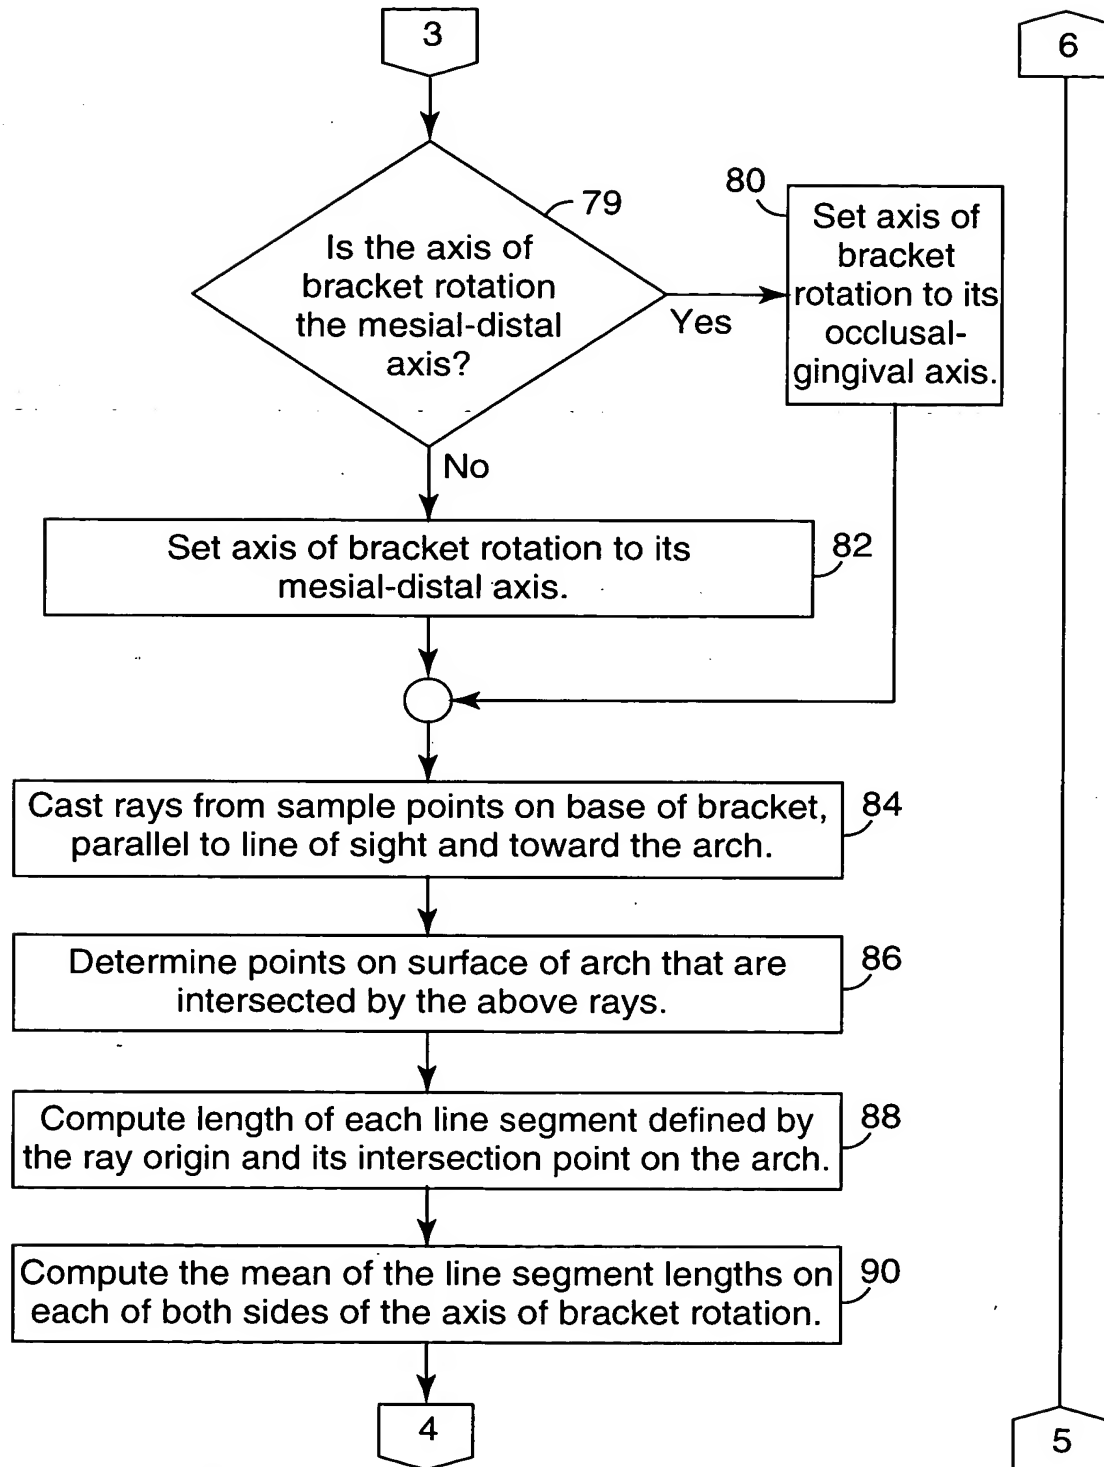 3
6
79
Is the axis of
bracket rotation
the mesial-distal
axis?
Yes
80
Set axis of
bracket
rotation to its
occlusal-
gingival axis.
No
Set axis of bracket rotation to its
mesial-distal axis.
82
Cast rays from sample points on base of bracket,
parallel to line of sight and toward the arch.
84
Determine points on surface of arch that are
intersected by the above rays.
86
Compute length of each line segment defined by
the ray origin and its intersection point on the arch.
88
Compute the mean of the line segment lengths on
each of both sides of the axis of bracket rotation.
90
4
5